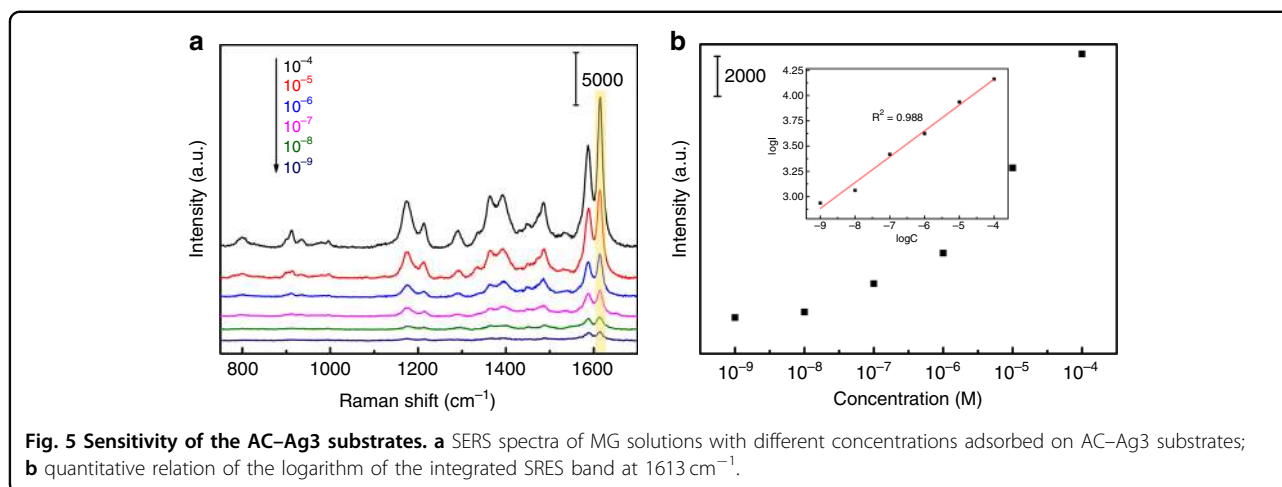 a
10⁻⁴
10⁻⁵
10⁻⁶
10⁻⁷
10⁻⁸
10⁻⁹
5000
Intensity (a.u.)
800 1000 1200 1400 1600
Raman shift (cm⁻¹)
b
2000
Intensity (a.u.)
4.25
4.00
3.75
3.50
3.25
3.00
logI
R² = 0.988
−9 −8 −7 −6 −5 −4
logC
10⁻⁹ 10⁻⁸ 10⁻⁷ 10⁻⁶ 10⁻⁵ 10⁻⁴
Concentration (M)
Fig. 5 Sensitivity of the AC–Ag3 substrates. a SERS spectra of MG solutions with different concentrations adsorbed on AC–Ag3 substrates;
b quantitative relation of the logarithm of the integrated SRES band at 1613 cm⁻¹.